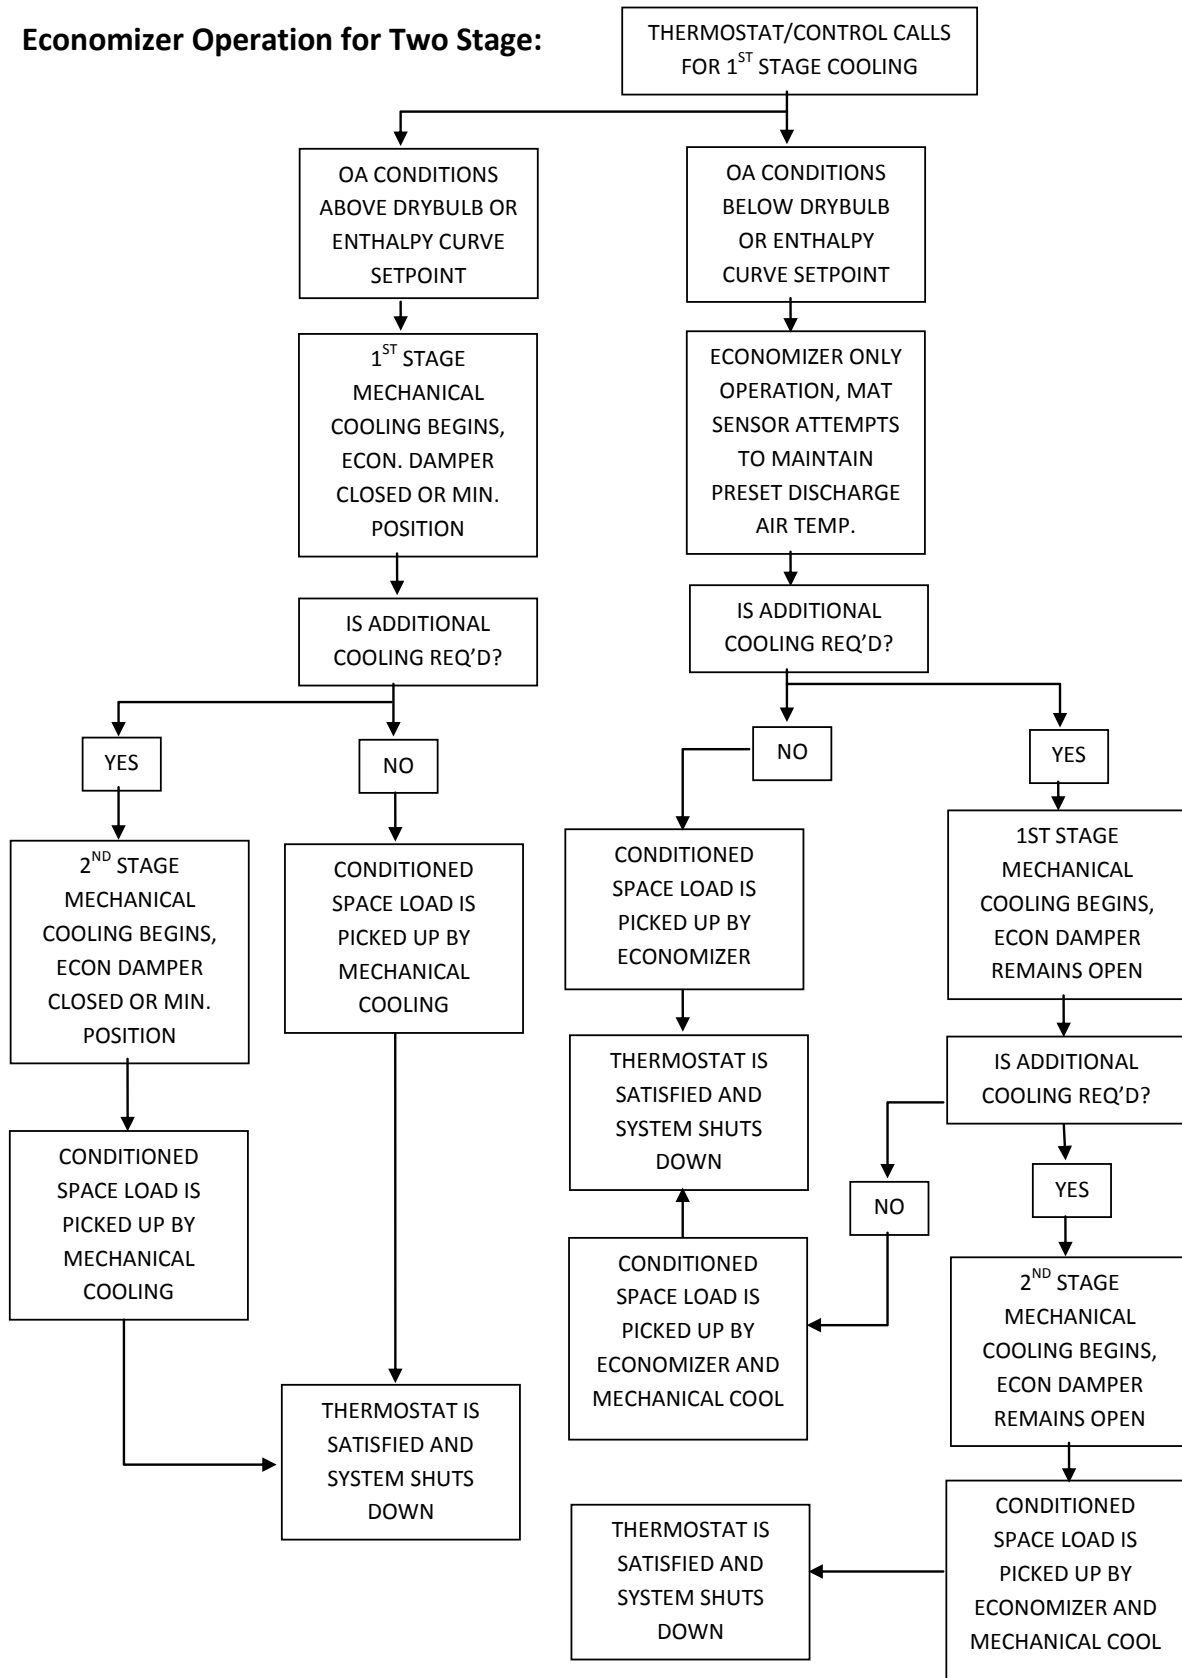 Economizer Operation for Two Stage:
THERMOSTAT/CONTROL CALLS
FOR 1ST STAGE COOLING
OA CONDITIONS
ABOVE DRYBULB OR
ENTHALPY CURVE
SETPOINT
OA CONDITIONS
BELOW DRYBULB
OR ENTHALPY
CURVE SETPOINT
1ST STAGE
MECHANICAL
COOLING BEGINS,
ECON. DAMPER
CLOSED OR MIN.
POSITION
ECONOMIZER ONLY
OPERATION, MAT
SENSOR ATTEMPTS
TO MAINTAIN
PRESET DISCHARGE
AIR TEMP.
IS ADDITIONAL
COOLING REQ’D?
IS ADDITIONAL
COOLING REQ’D?
YES
NO
NO
YES
2ND STAGE
MECHANICAL
COOLING BEGINS,
ECON DAMPER
CLOSED OR MIN.
POSITION
CONDITIONED
SPACE LOAD IS
PICKED UP BY
MECHANICAL
COOLING
CONDITIONED
SPACE LOAD IS
PICKED UP BY
ECONOMIZER
1ST STAGE
MECHANICAL
COOLING BEGINS,
ECON DAMPER
REMAINS OPEN
THERMOSTAT IS
SATISFIED AND
SYSTEM SHUTS
DOWN
IS ADDITIONAL
COOLING REQ’D?
CONDITIONED
SPACE LOAD IS
PICKED UP BY
MECHANICAL
COOLING
NO
YES
CONDITIONED
SPACE LOAD IS
PICKED UP BY
ECONOMIZER AND
MECHANICAL COOL
2ND STAGE
MECHANICAL
COOLING BEGINS,
ECON DAMPER
REMAINS OPEN
THERMOSTAT IS
SATISFIED AND
SYSTEM SHUTS
DOWN
THERMOSTAT IS
SATISFIED AND
SYSTEM SHUTS
DOWN
CONDITIONED
SPACE LOAD IS
PICKED UP BY
ECONOMIZER AND
MECHANICAL COOL